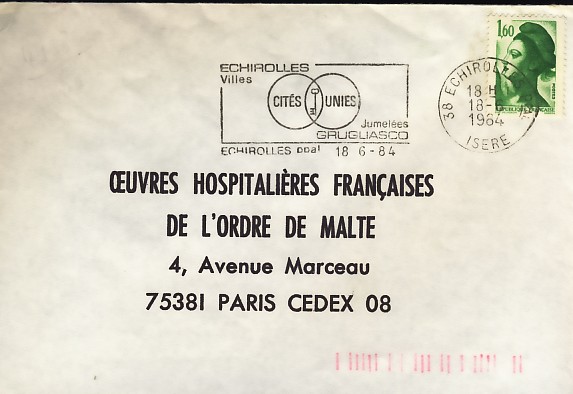 1,60
RÉPUBLIQUE FRANÇAISE
38 ECHIROLLES
18 H
18-6
1984
ISERE
ECHIROLLES
Villes
CITÉS UNIES
Jumelées
GRUGLIASCO
ECHIROLLES ppal 18 6 - 84
ŒUVRES HOSPITALIÈRES FRANÇAISES
DE L'ORDRE DE MALTE
4, Avenue Marceau
75381 PARIS CEDEX 08